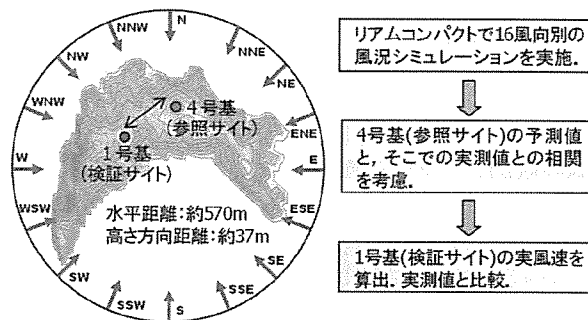 N
NNE
NE
ENE
E
ESE
SE
SSE
S
SSW
SW
WSW
W
WNW
NW
NNW
4号基
(参照サイト)
1号基
(検証サイト)
水平距離:約570m
高さ方向距離:約37m
リアムコンパクトで16風向別の
風況シミュレーションを実施.
4号基(参照サイト)の予測値
と, そこでの実測値との相関
を考慮.
1号基(検証サイト)の実風速を
算出. 実測値と比較.